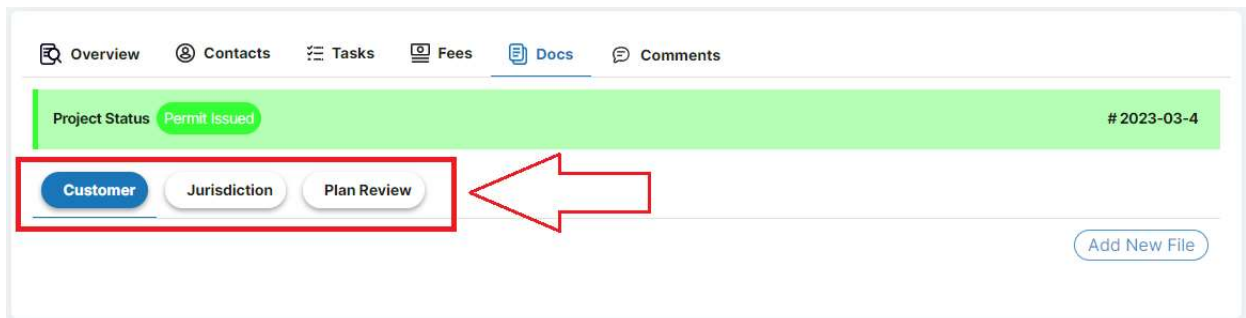 Overview Contacts Tasks Fees Docs Comments
Project Status Permit Issued # 2023-03-4
Customer Jurisdiction Plan Review
Add New File